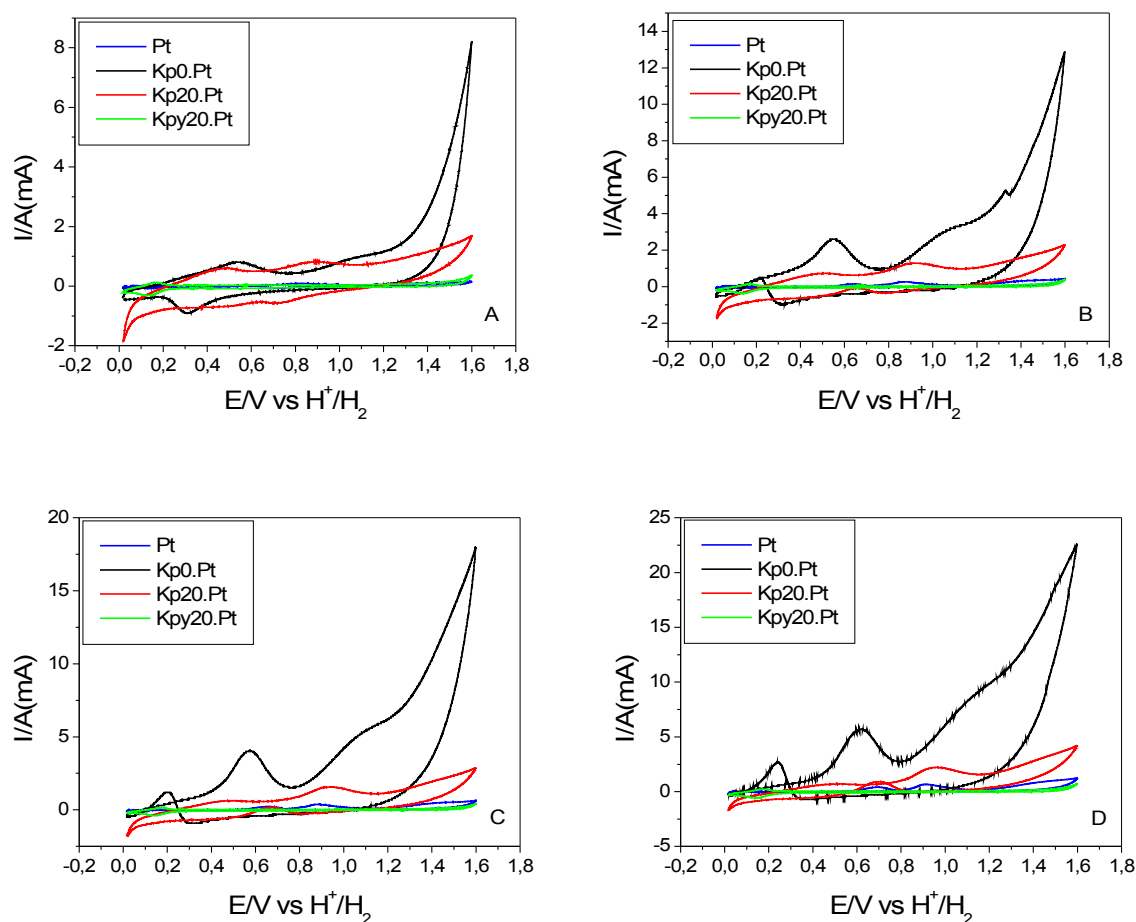 Pt
Kp0.Pt
Kp20.Pt
Kpy20.Pt
I/A(mA)
8
6
4
2
0
-2
A
-0,2 0,0 0,2 0,4 0,6 0,8 1,0 1,2 1,4 1,6 1,8
E/V vs H⁺/H₂
Pt
Kp0.Pt
Kp20.Pt
Kpy20.Pt
I/A(mA)
14
12
10
8
6
4
2
0
-2
B
-0,2 0,0 0,2 0,4 0,6 0,8 1,0 1,2 1,4 1,6 1,8
E/V vs H⁺/H₂
Pt
Kp0.Pt
Kp20.Pt
Kpy20.Pt
I/A(mA)
20
15
10
5
0
C
-0,2 0,0 0,2 0,4 0,6 0,8 1,0 1,2 1,4 1,6 1,8
E/V vs H⁺/H₂
Pt
Kp0.Pt
Kp20.Pt
Kpy20.Pt
I/A(mA)
25
20
15
10
5
0
-5
D
-0,2 0,0 0,2 0,4 0,6 0,8 1,0 1,2 1,4 1,6 1,8
E/V vs H⁺/H₂